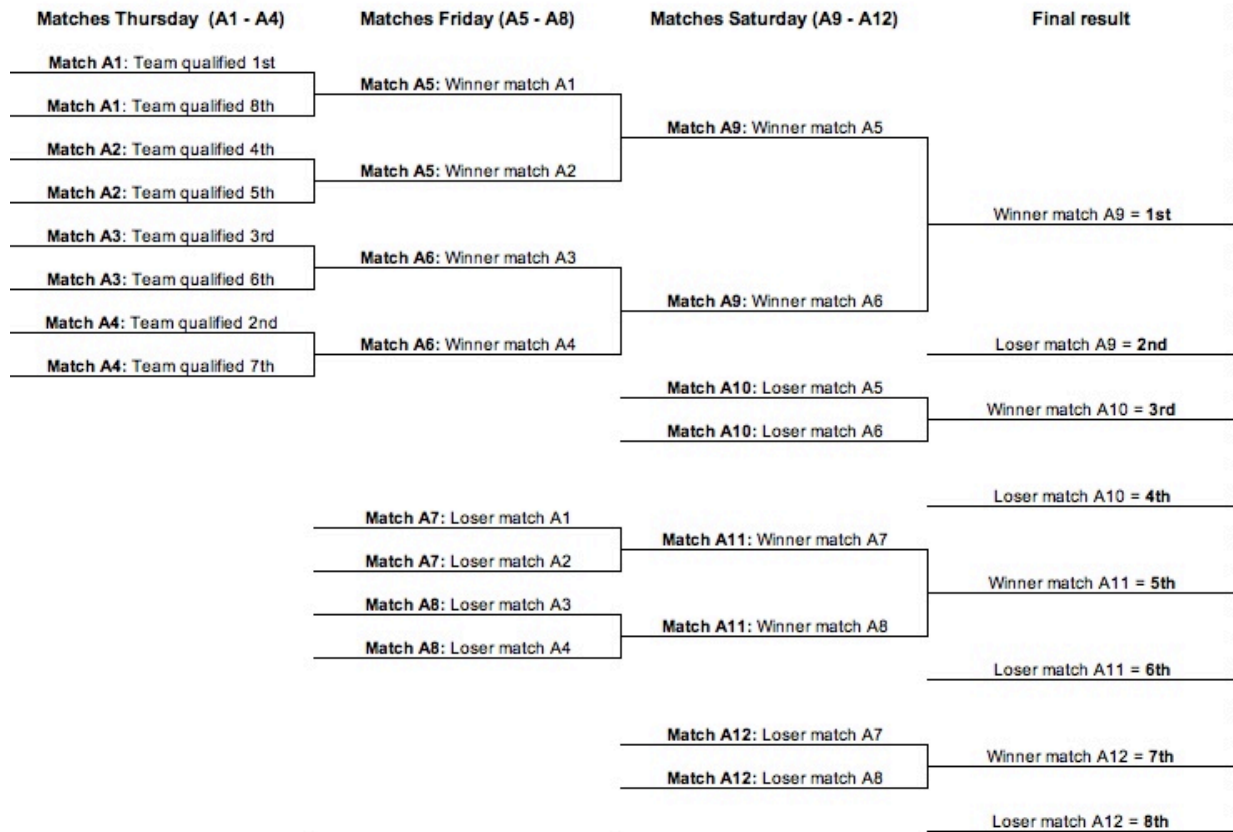 Matches Thursday (A1 - A4)
Matches Friday (A5 - A8)
Matches Saturday (A9 - A12)
Final result
Match A1: Team qualified 1st
Match A1: Team qualified 8th
Match A2: Team qualified 4th
Match A2: Team qualified 5th
Match A3: Team qualified 3rd
Match A3: Team qualified 6th
Match A4: Team qualified 2nd
Match A4: Team qualified 7th
Match A5: Winner match A1
Match A5: Winner match A2
Match A6: Winner match A3
Match A6: Winner match A4
Match A7: Loser match A1
Match A7: Loser match A2
Match A8: Loser match A3
Match A8: Loser match A4
Match A9: Winner match A5
Match A9: Winner match A6
Match A10: Loser match A5
Match A10: Loser match A6
Match A11: Winner match A7
Match A11: Winner match A8
Match A12: Loser match A7
Match A12: Loser match A8
Winner match A9 = 1st
Loser match A9 = 2nd
Winner match A10 = 3rd
Loser match A10 = 4th
Winner match A11 = 5th
Loser match A11 = 6th
Winner match A12 = 7th
Loser match A12 = 8th